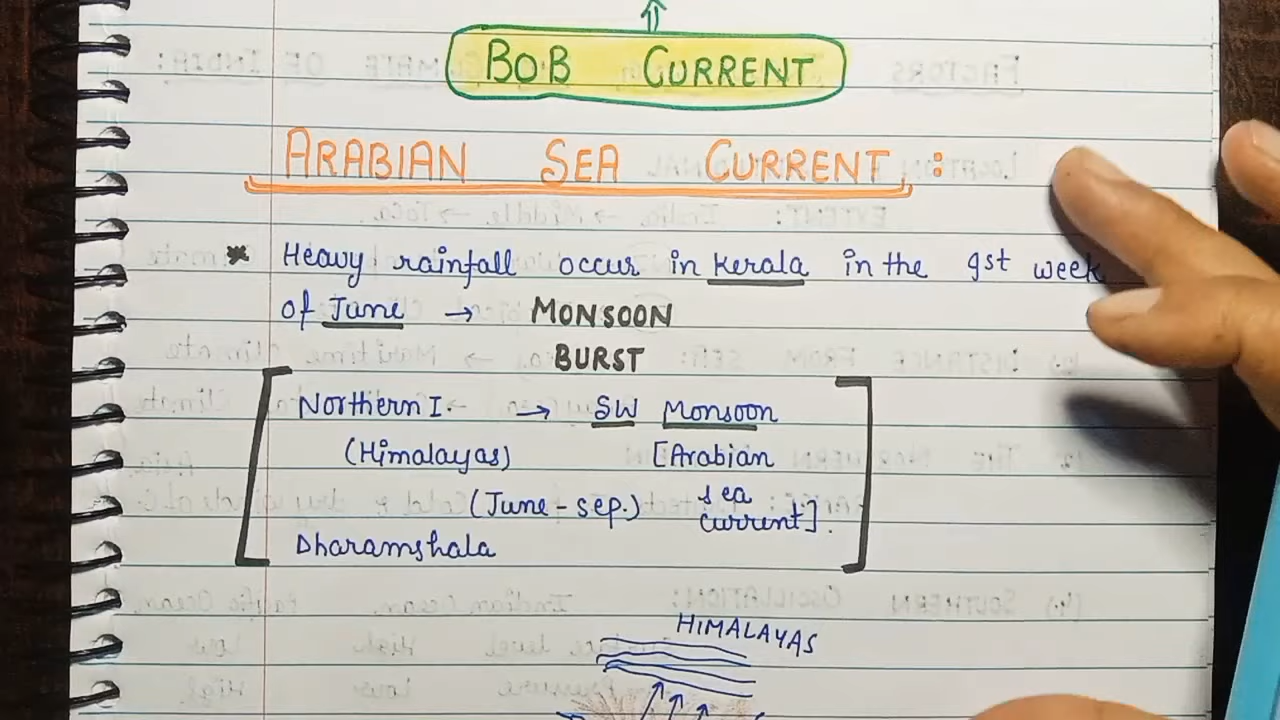 BOB CURRENT
ARABIAN SEA CURRENT :
* Heavy rainfall occur in Kerala in the 1st week
of June → MONSOON
BURST
Northern I. → SW Monsoon
(Himalayas) [Arabian
(June - sep.) sea
current].
Dharamshala
HIMALAYAS